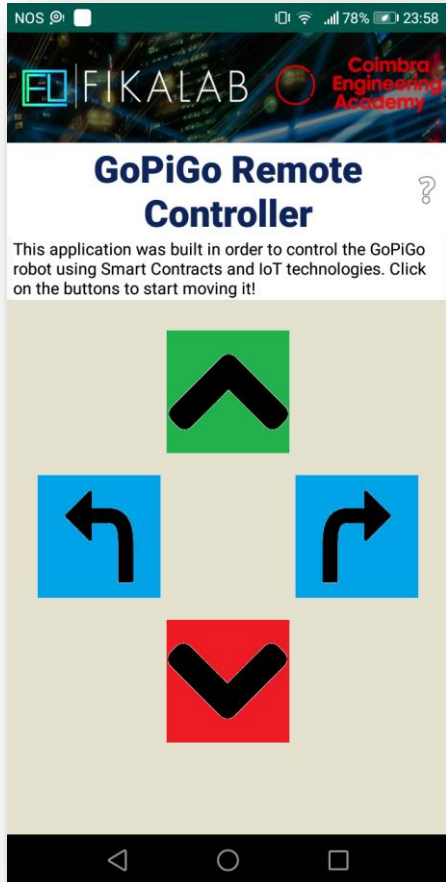 NOS 78% 23:58
FL FIKALAB Coimbra
Engineering
Academy
GoPiGo Remote
Controller
?
This application was built in order to control the GoPiGo
robot using Smart Contracts and IoT technologies. Click
on the buttons to start moving it!